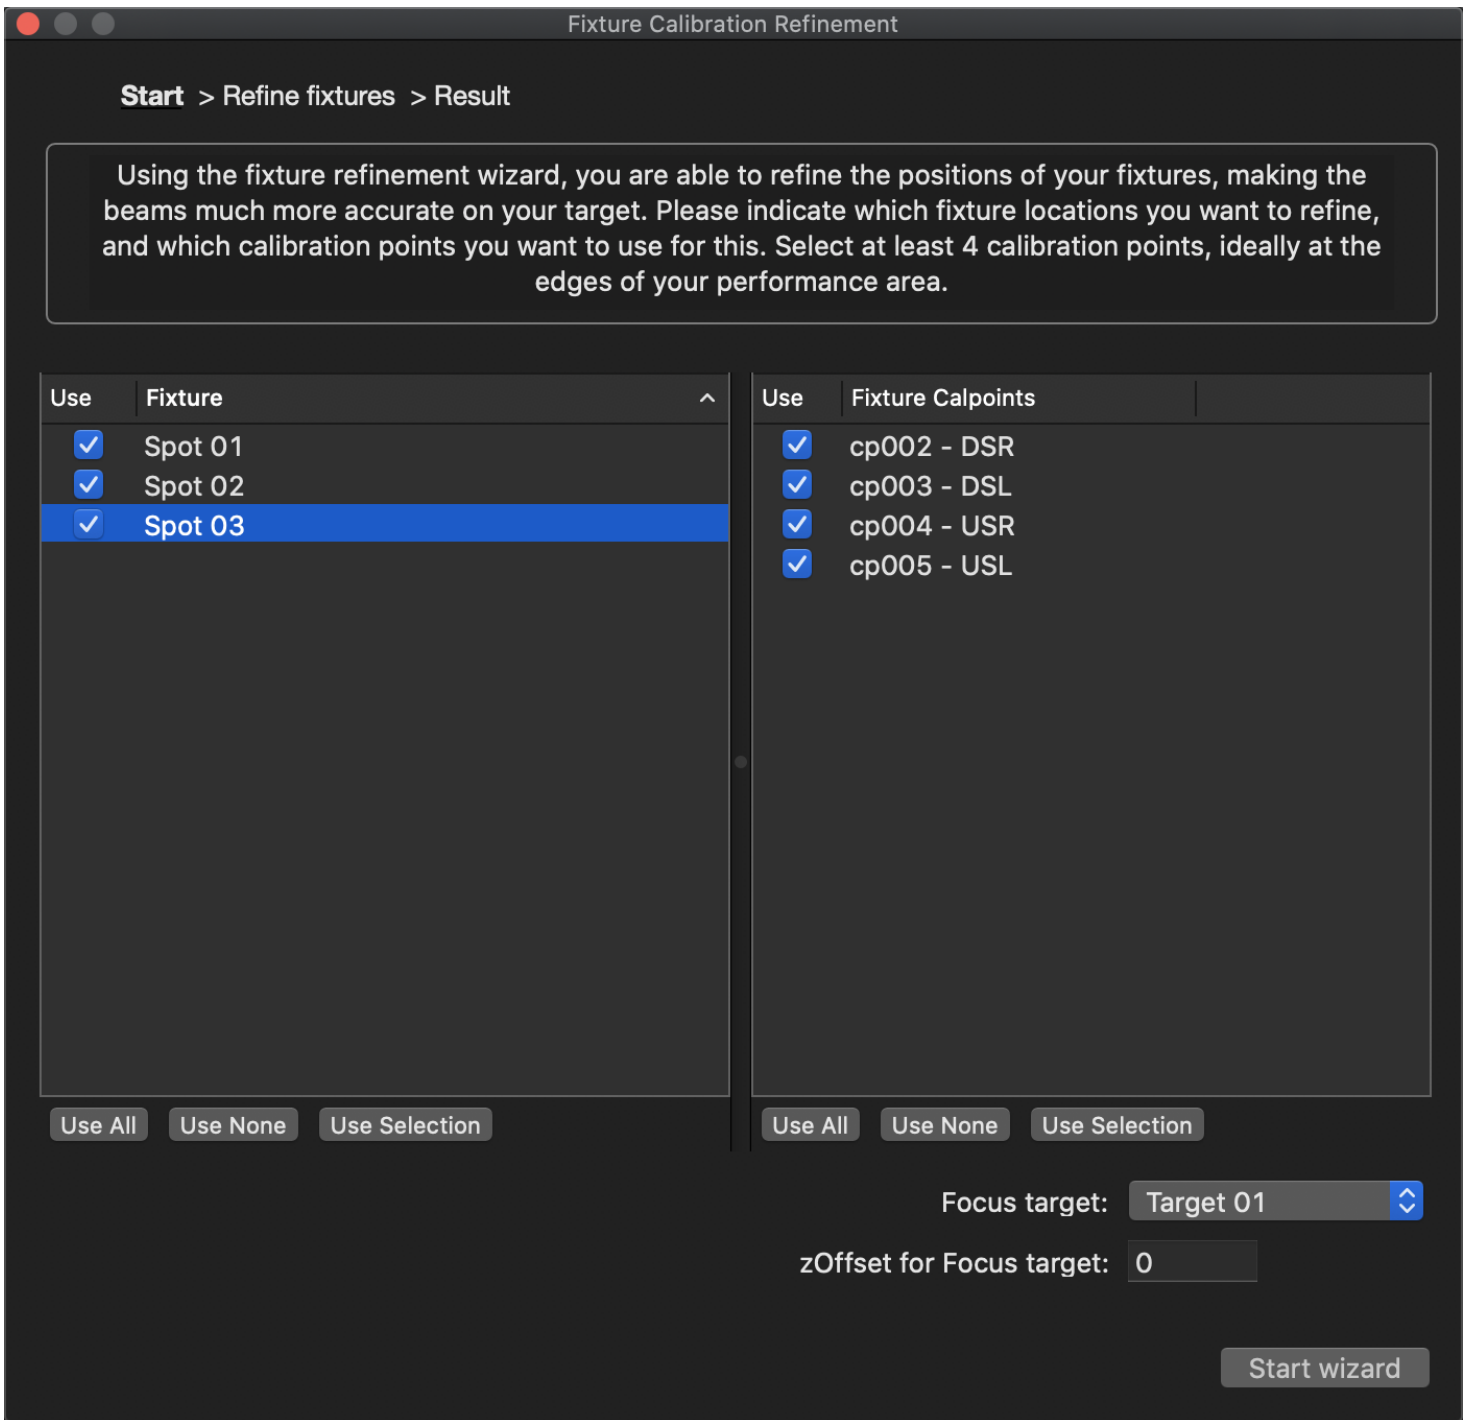 Fixture Calibration Refinement
Start > Refine fixtures > Result
Using the fixture refinement wizard, you are able to refine the positions of your fixtures, making the
beams much more accurate on your target. Please indicate which fixture locations you want to refine,
and which calibration points you want to use for this. Select at least 4 calibration points, ideally at the
edges of your performance area.
Use Fixture
Spot 01
Spot 02
Spot 03
Use All Use None Use Selection
Use Fixture Calpoints
cp002 - DSR
cp003 - DSL
cp004 - USR
cp005 - USL
Use All Use None Use Selection
Focus target: Target 01
zOffset for Focus target: 0
Start wizard